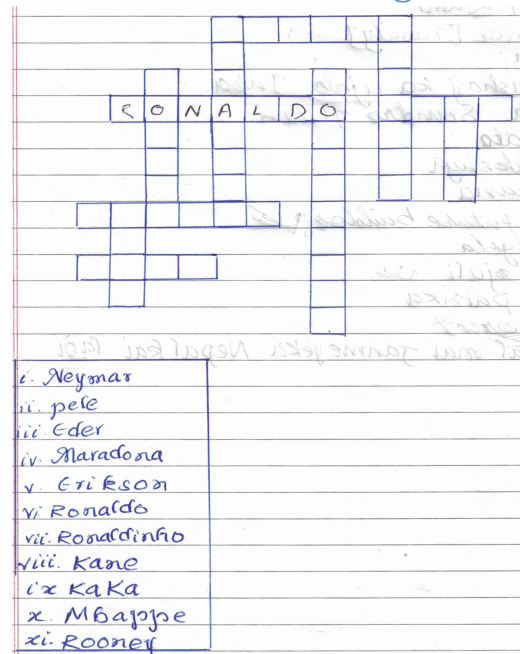 RONALDO
i. Neymar
ii. pele
iii. Eder
iv. Maradona
v. Erikson
vi Ronaldo
vii. Ronaldinho
viii. Kane
ix KaKa
x. MBappe
xi. Rooney